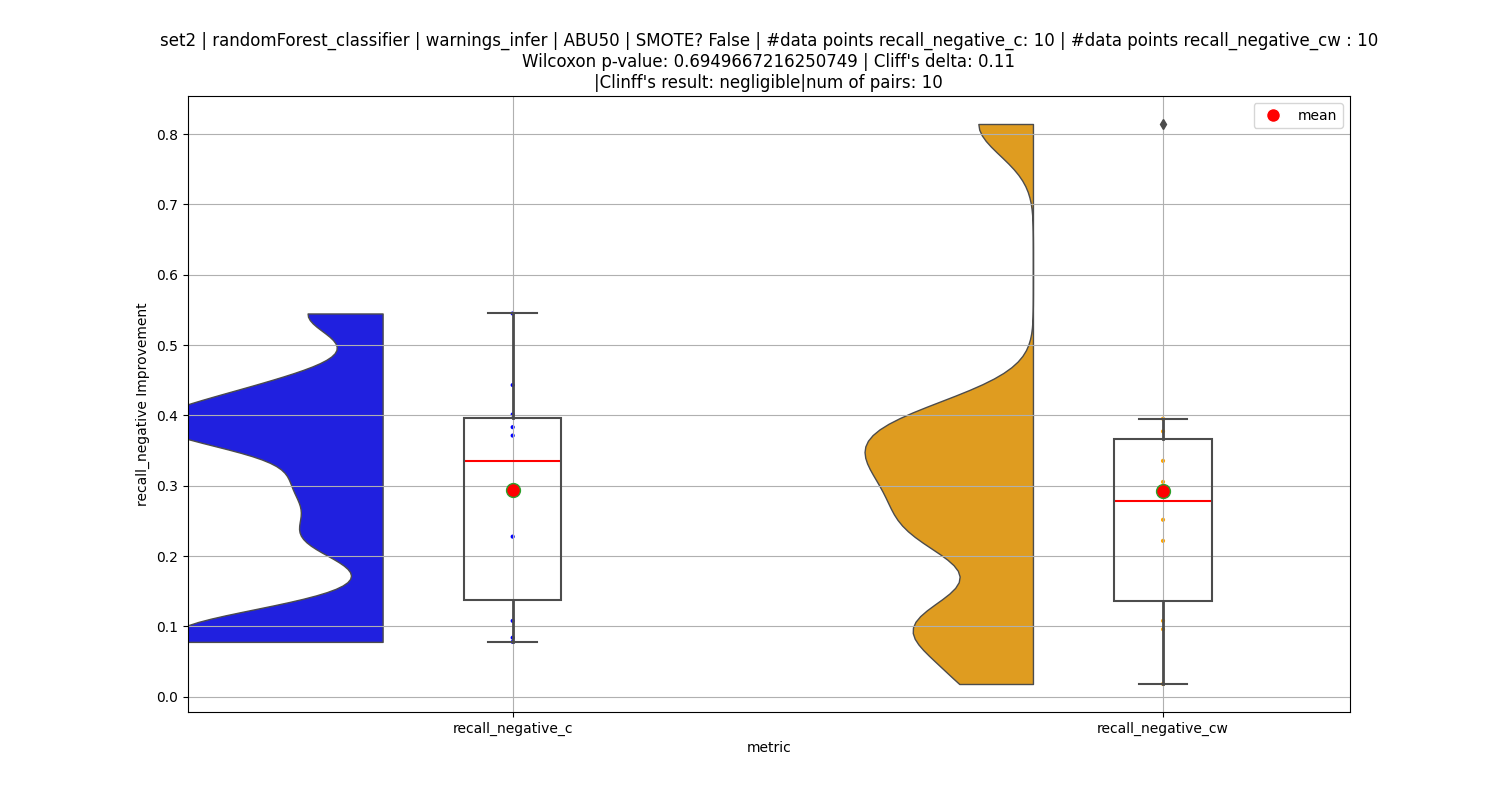 set2 | randomForest_classifier | warnings_infer | ABU50 | SMOTE? False | #data points recall_negative_c: 10 | #data points recall_negative_cw : 10
Wilcoxon p-value: 0.6949667216250749 | Cliff's delta: 0.11
|Clinff's result: negligible|num of pairs: 10
mean
0.8
0.7
0.6
0.5
0.4
0.3
0.2
0.1
0.0
recall_negative Improvement
recall_negative_c
recall_negative_cw
metric